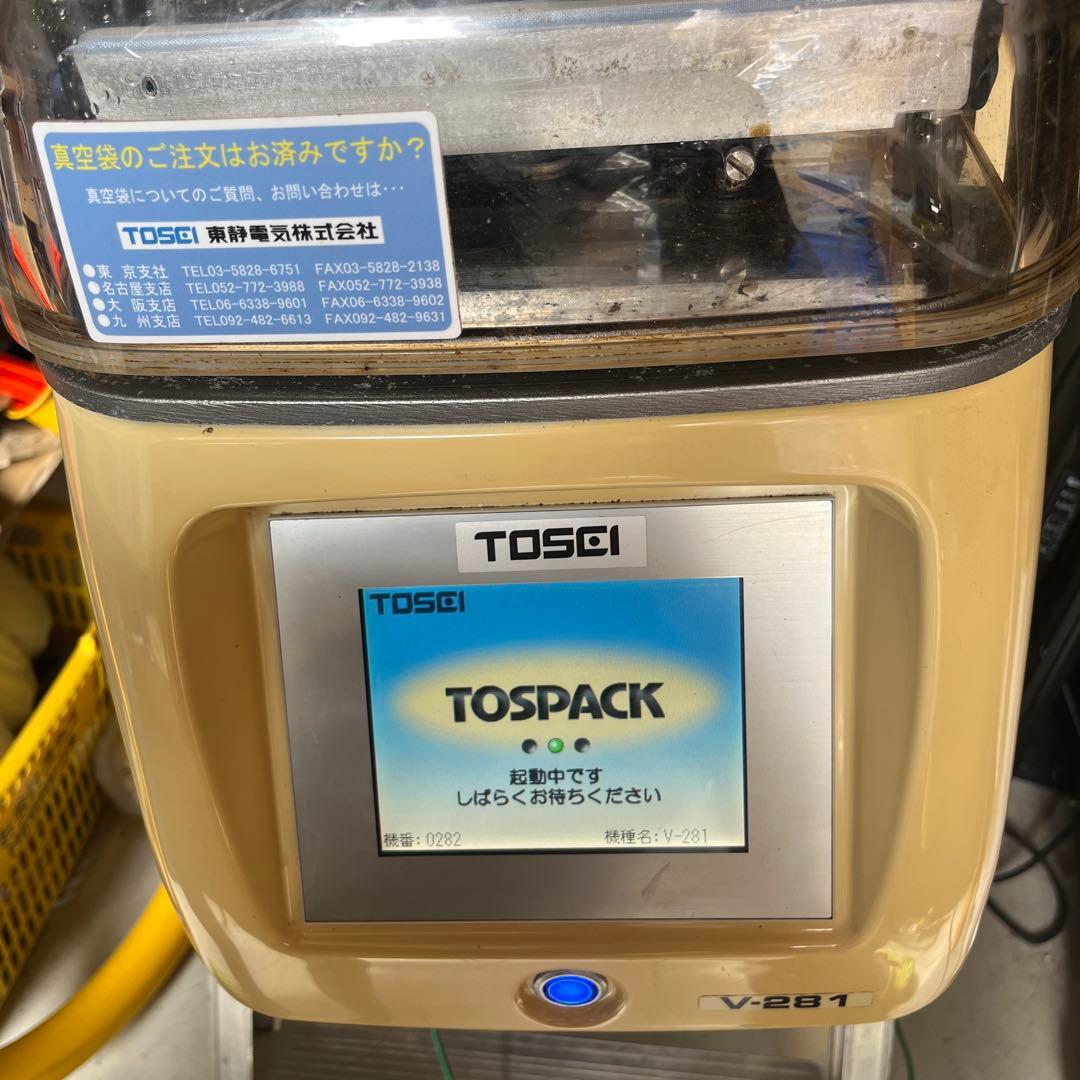 真空袋のご注文はお済みですか？
真空袋についてのご質問、お問い合わせは・・・
TOSEI 東静電気株式会社
●東 京支社 TEL03-5828-6751 FAX03-5828-2138
●名古屋支店 TEL052-772-3988 FAX052-772-3938
●大 阪支店 TEL06-6338-9601 FAX06-6338-9602
●九 州支店 TEL092-482-6613 FAX092-482-9631
TOSEI
TOSEI
TOSPACK
起動中です
しばらくお待ちください
機番:0282 機種名:V-281
V-281